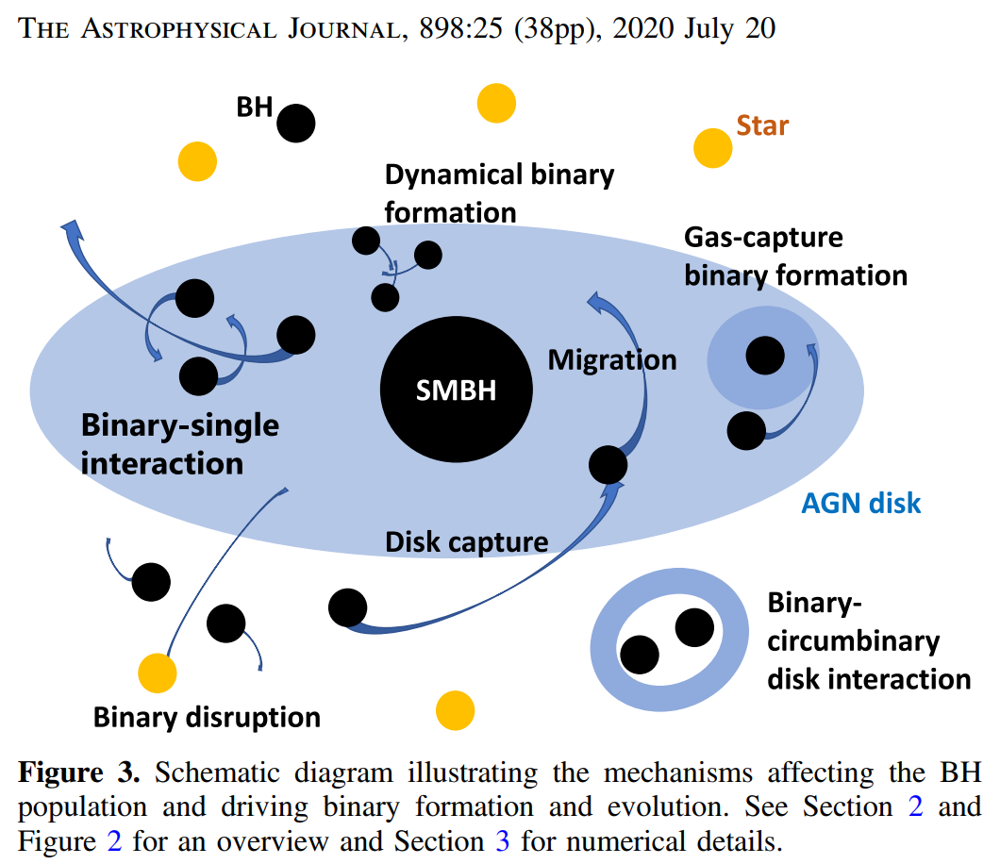 THE ASTROPHYSICAL JOURNAL, 898:25 (38pp), 2020 July 20
BH
Star
Dynamical binary
formation
Gas-capture
binary formation
Migration
SMBH
Binary-single
interaction
AGN disk
Disk capture
Binary-
circumbinary
disk interaction
Binary disruption
Figure 3. Schematic diagram illustrating the mechanisms affecting the BH
population and driving binary formation and evolution. See Section 2 and
Figure 2 for an overview and Section 3 for numerical details.